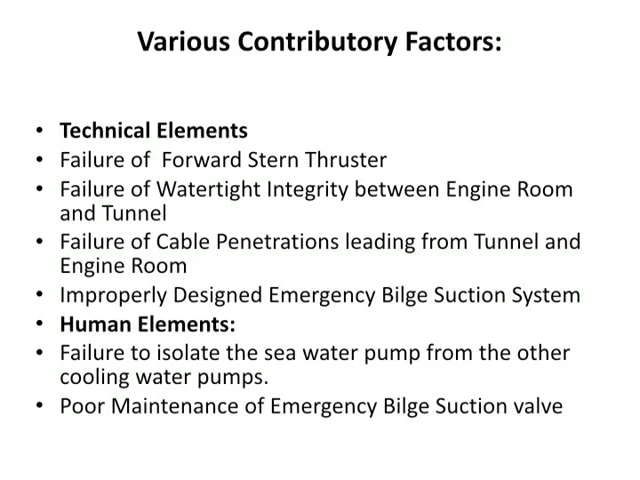 Various Contributory Factors:
• Technical Elements
• Failure of Forward Stern Thruster
• Failure of Watertight Integrity between Engine Room
and Tunnel
• Failure of Cable Penetrations leading from Tunnel and
Engine Room
• Improperly Designed Emergency Bilge Suction System
• Human Elements:
• Failure to isolate the sea water pump from the other
cooling water pumps.
• Poor Maintenance of Emergency Bilge Suction valve